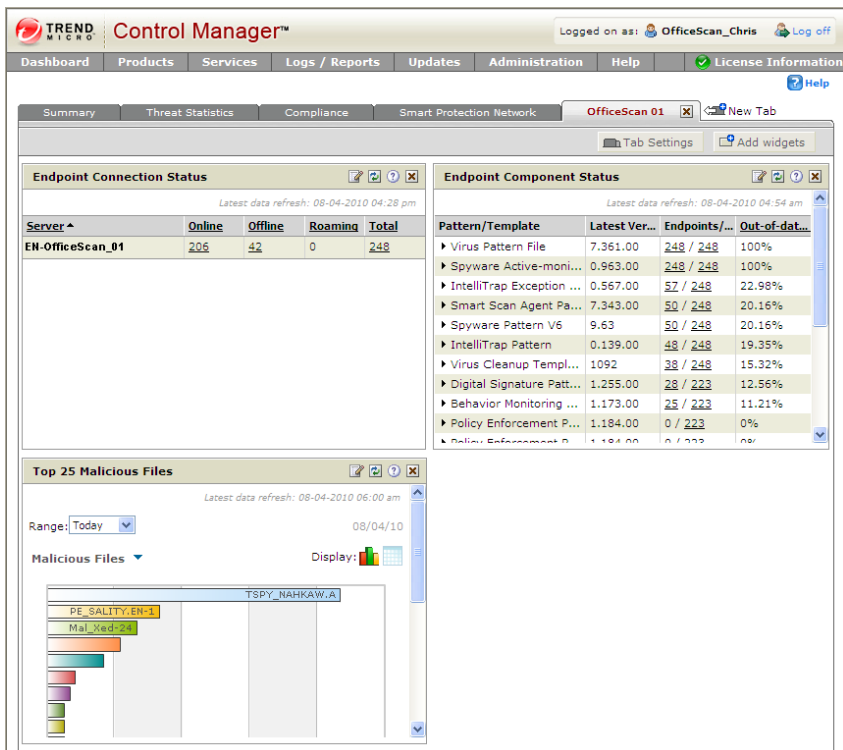 TREND MICRO Control Manager™ Logged on as: OfficeScan_Chris Log off
Dashboard Products Services Logs / Reports Updates Administration Help License Information
Help
Summary Threat Statistics Compliance Smart Protection Network OfficeScan 01 New Tab
Tab Settings Add widgets
Endpoint Connection Status
Latest data refresh: 08-04-2010 04:28 pm
Server Online Offline Roaming Total
EN-OfficeScan_01 206 42 0 248
Endpoint Component Status
Latest data refresh: 08-04-2010 04:54 am
Pattern/Template Latest Ver... Endpoints/... Out-of-dat...
Virus Pattern File 7.361.00 248 / 248 100%
Spyware Active-moni... 0.963.00 248 / 248 100%
IntelliTrap Exception ... 0.567.00 57 / 248 22.98%
Smart Scan Agent Pa... 7.343.00 50 / 248 20.16%
Spyware Pattern V6 9.63 50 / 248 20.16%
IntelliTrap Pattern 0.139.00 48 / 248 19.35%
Virus Cleanup Templ... 1092 38 / 248 15.32%
Digital Signature Patt... 1.255.00 28 / 223 12.56%
Behavior Monitoring ... 1.173.00 25 / 223 11.21%
Policy Enforcement P... 1.184.00 0 / 223 0%
Policy Enforcement P... 1.184.00 0 / 223 0%
Top 25 Malicious Files
Latest data refresh: 08-04-2010 06:00 am
Range: Today 08/04/10
Malicious Files Display:
TSPY_NAHKAW.A
PE_SALITY.EN-1
Mal_Xed-24